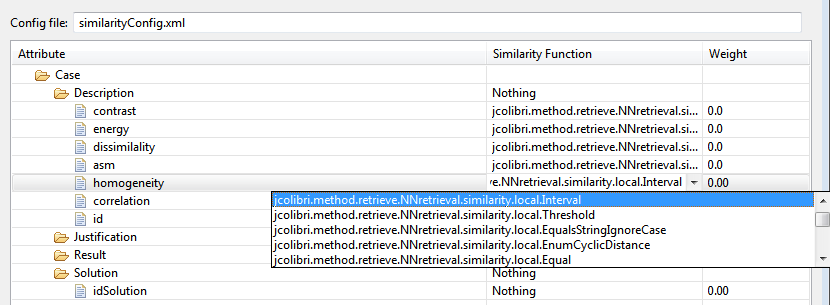 Config file: similarityConfig.xml
Attribute Similarity Function Weight
Case
Description Nothing
contrast jcolibri.method.retrieve.NNretrieval.si... 0.0
energy jcolibri.method.retrieve.NNretrieval.si... 0.0
dissimilality jcolibri.method.retrieve.NNretrieval.si... 0.0
asm jcolibri.method.retrieve.NNretrieval.si... 0.0
homogeneity ve.NNretrieval.similarity.local.Interval 0.00
correlation jcolibri.method.retrieve.NNretrieval.similarity.local.Interval
id jcolibri.method.retrieve.NNretrieval.similarity.local.Threshold
jcolibri.method.retrieve.NNretrieval.similarity.local.EqualsStringIgnoreCase
Justification jcolibri.method.retrieve.NNretrieval.similarity.local.EnumCyclicDistance
Result jcolibri.method.retrieve.NNretrieval.similarity.local.Equal
Solution Nothing
idSolution Nothing 0.00